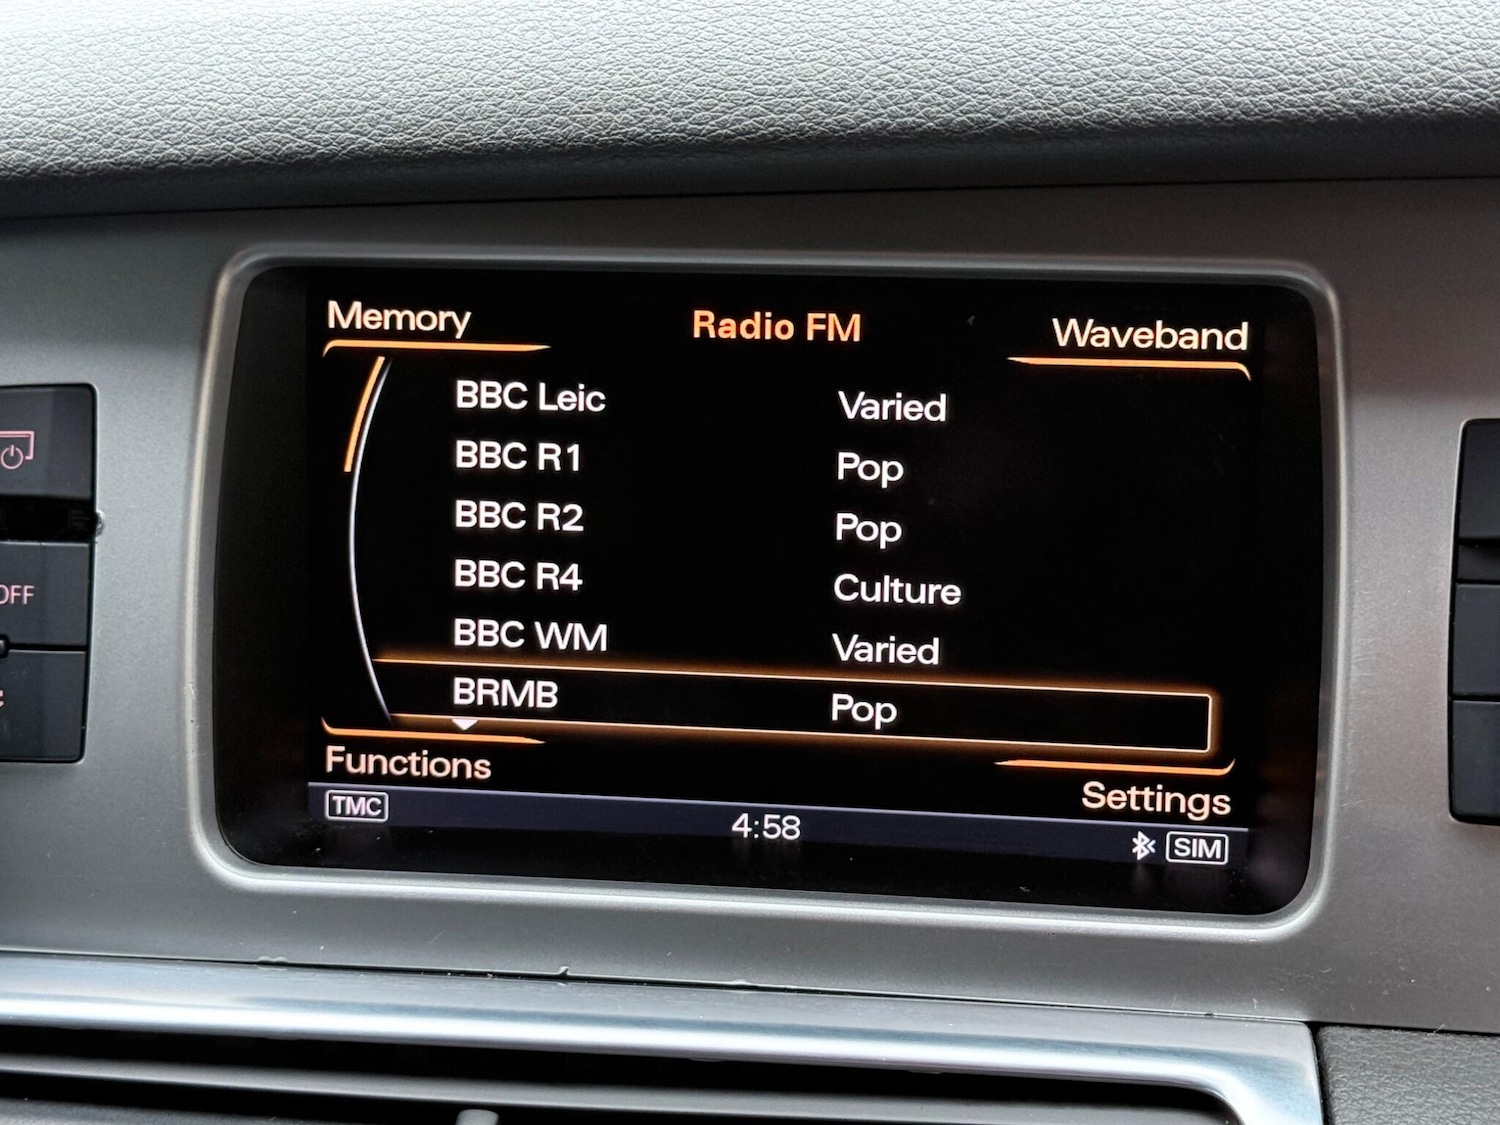 Memory Radio FM Waveband
BBC Leic Varied
BBC R1 Pop
BBC R2 Pop
BBC R4 Culture
BBC WM Varied
BRMB Pop
Functions Settings
TMC 4:58 SIM
OFF